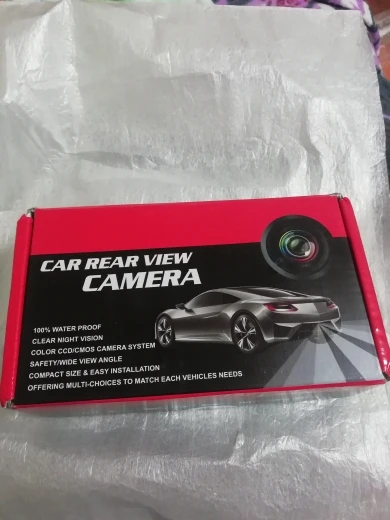 CAR REAR VIEW
CAMERA
100% WATER PROOF
CLEAR NIGHT VISION
COLOR CCD/CMOS CAMERA SYSTEM
SAFETY/WIDE VIEW ANGLE
COMPACT SIZE & EASY INSTALLATION
OFFERING MULTI-CHOICES TO MATCH EACH VEHICLES NEEDS